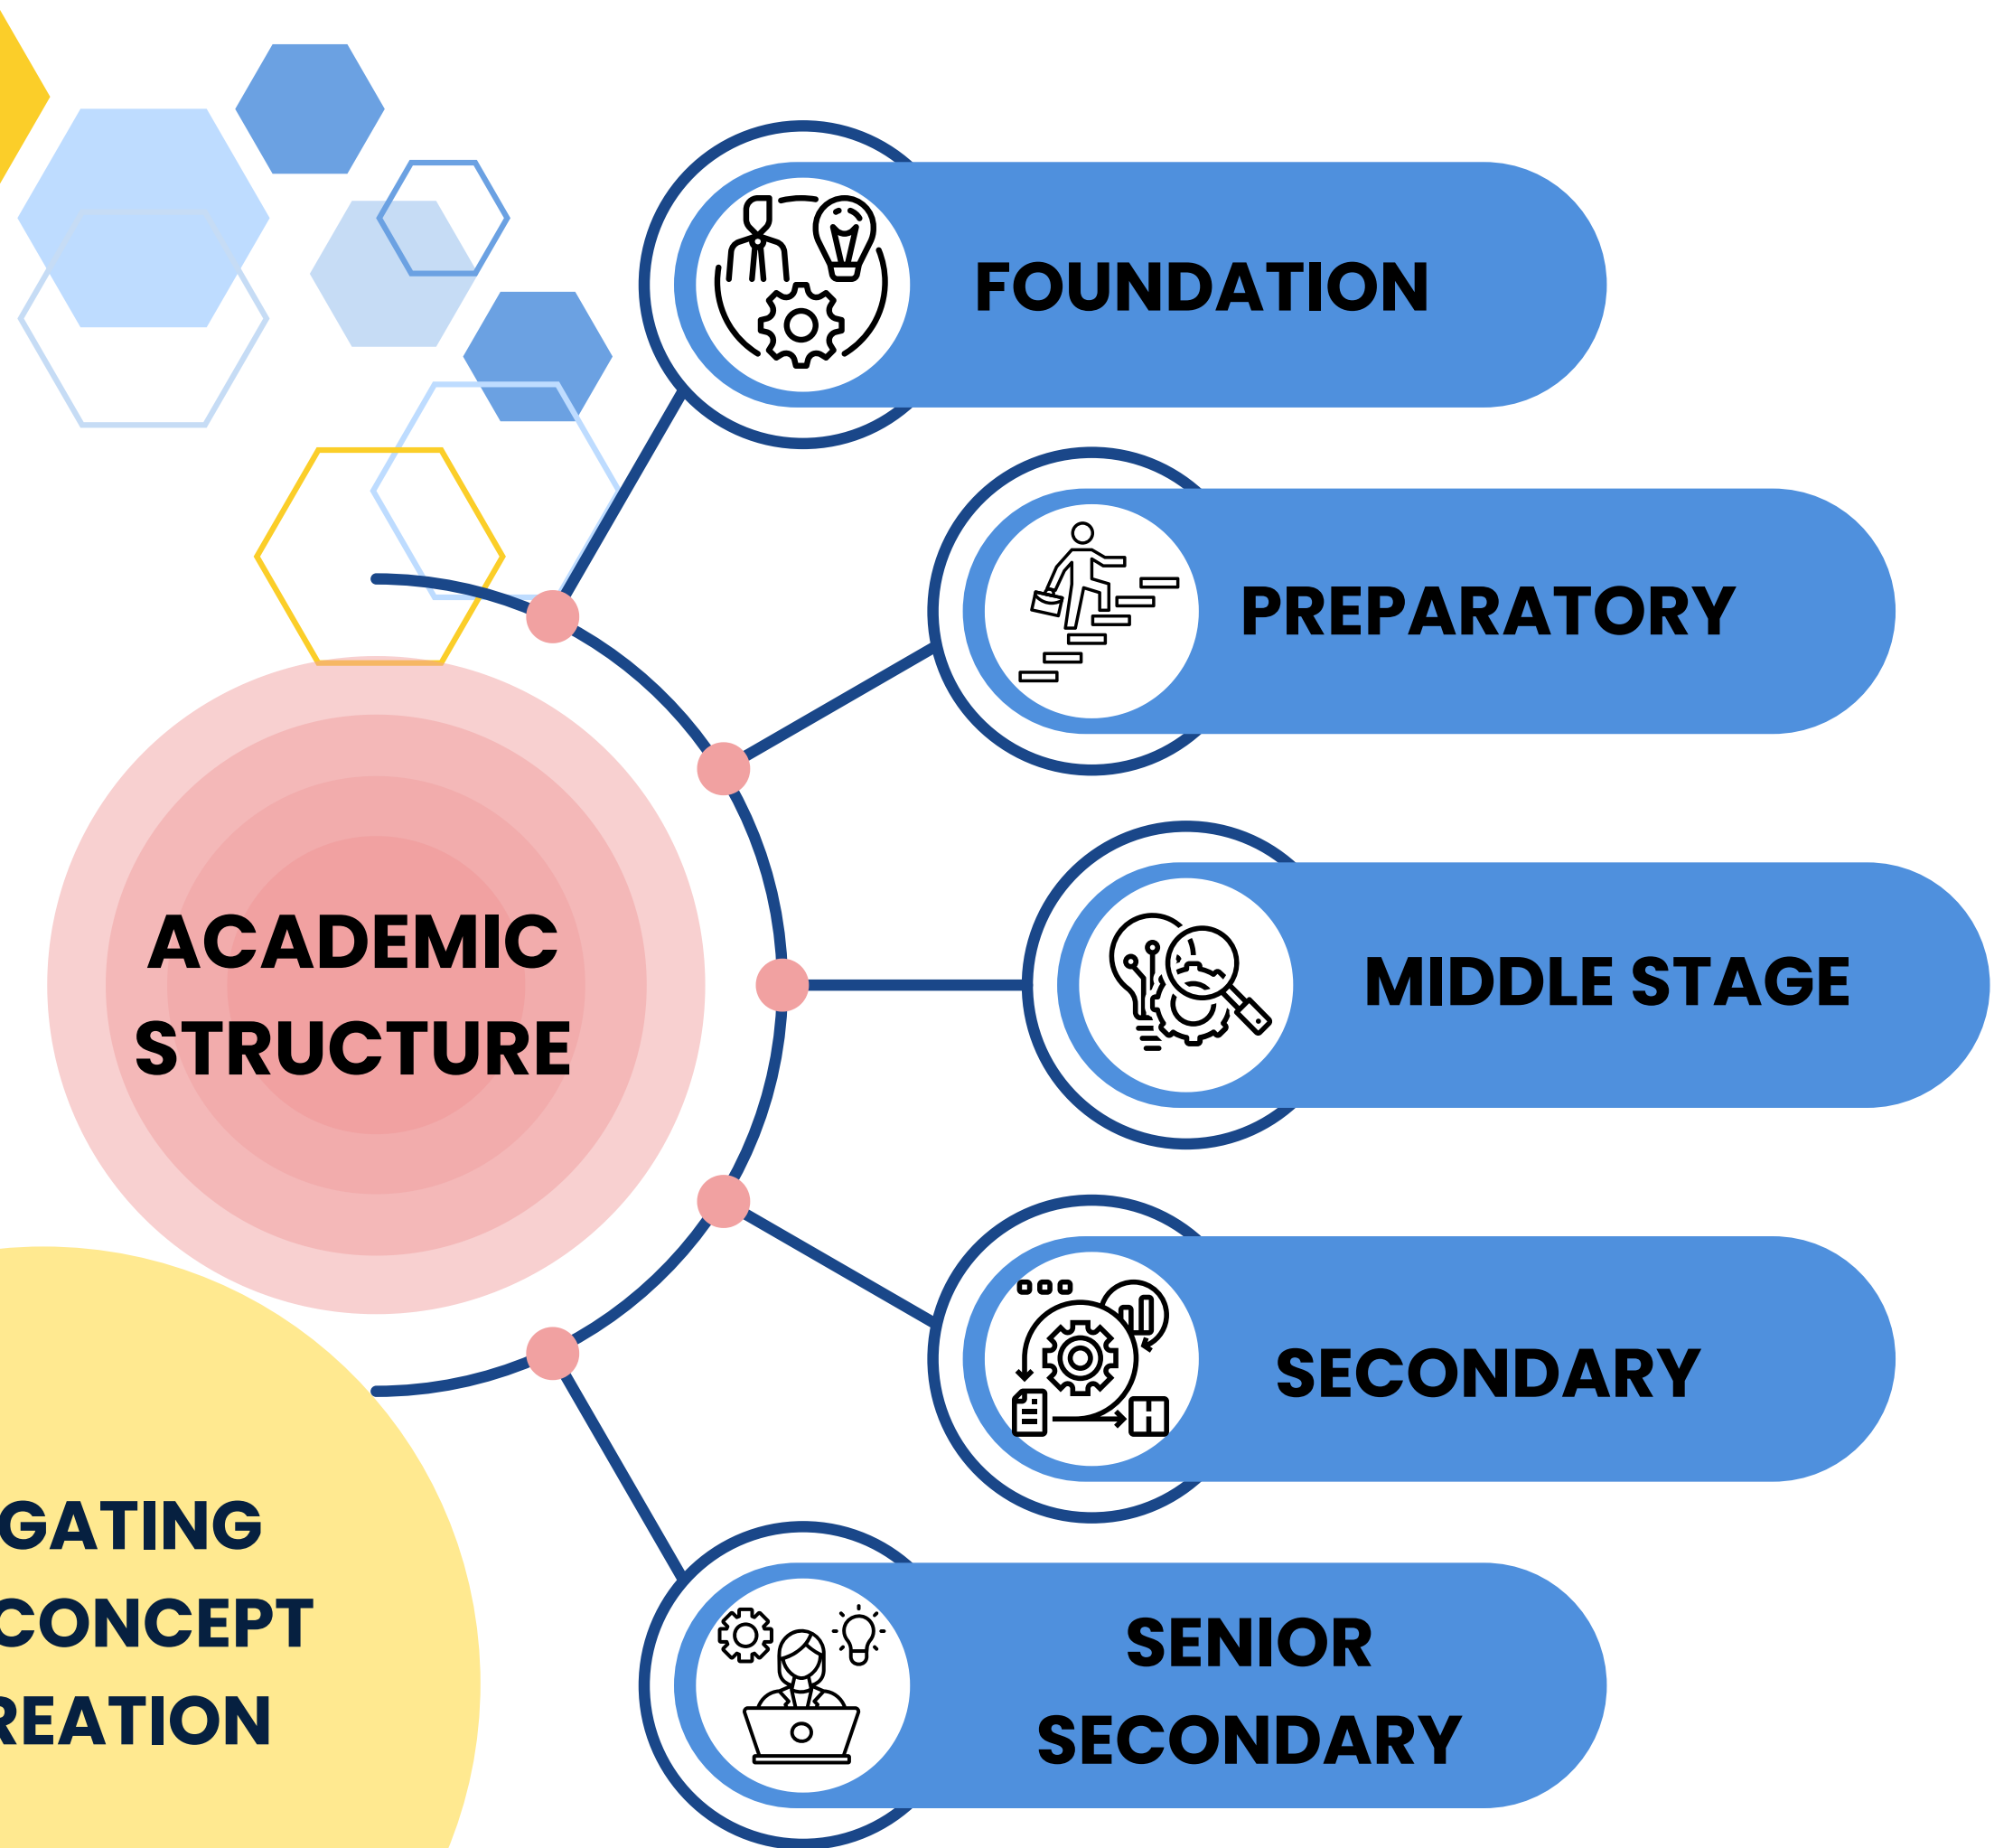 FOUNDATION
PREPARATORY
ACADEMIC
STRUCTURE
MIDDLE STAGE
SECONDARY
SENIOR
SECONDARY
GATING
CONCEPT
REATION